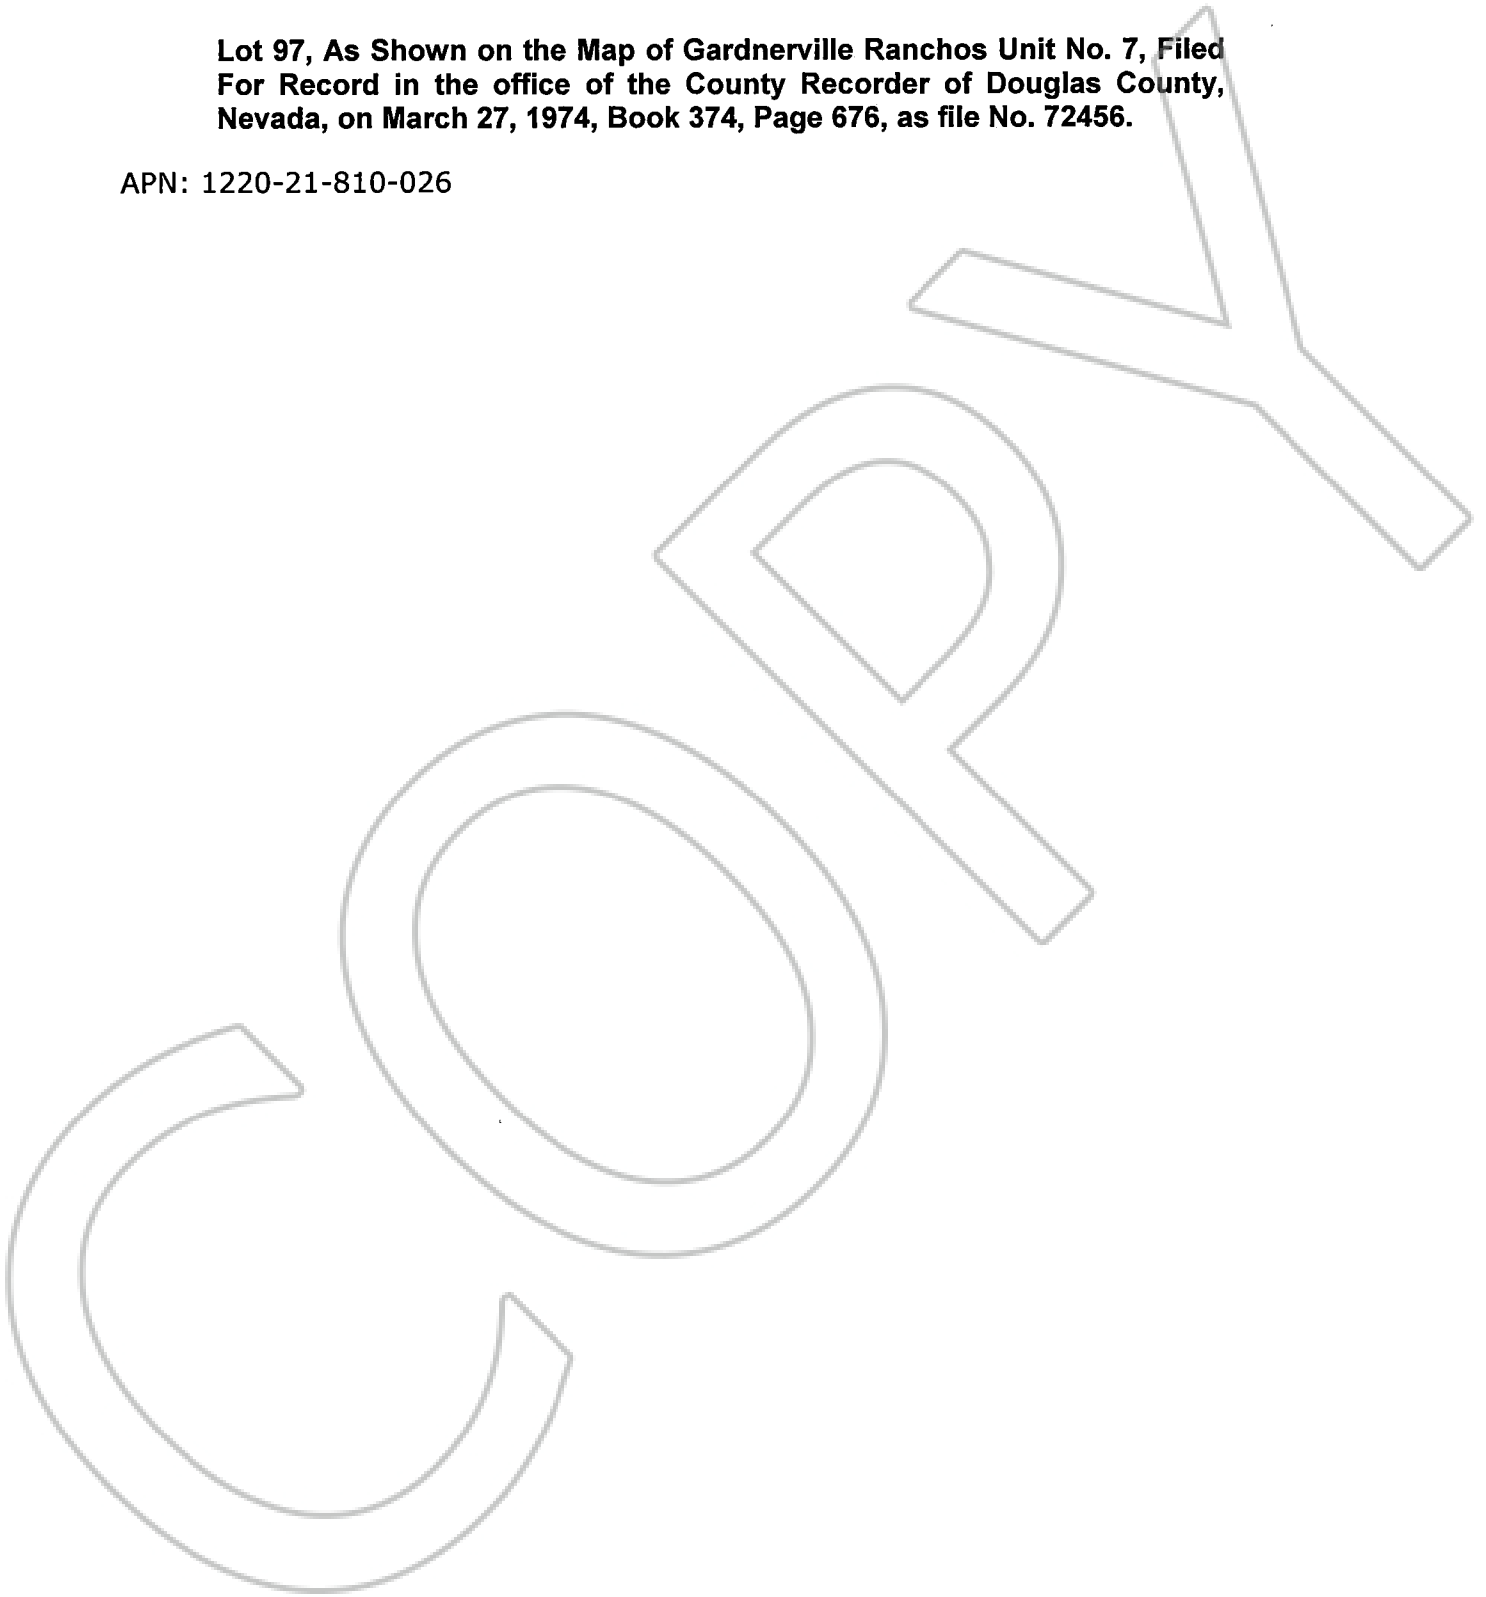 Lot 97, As Shown on the Map of Gardnerville Ranchos Unit No. 7, Filed
For Record in the office of the County Recorder of Douglas County,
Nevada, on March 27, 1974, Book 374, Page 676, as file No. 72456.
APN: 1220-21-810-026
COPY